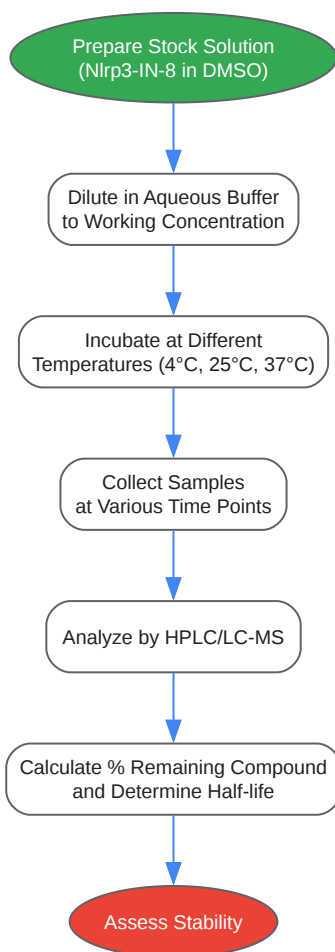 Prepare Stock Solution
(Nlrp3-IN-8 in DMSO)
Dilute in Aqueous Buffer
to Working Concentration
Incubate at Different
Temperatures (4°C, 25°C, 37°C)
Collect Samples
at Various Time Points
Analyze by HPLC/LC-MS
Calculate % Remaining Compound
and Determine Half-life
Assess Stability